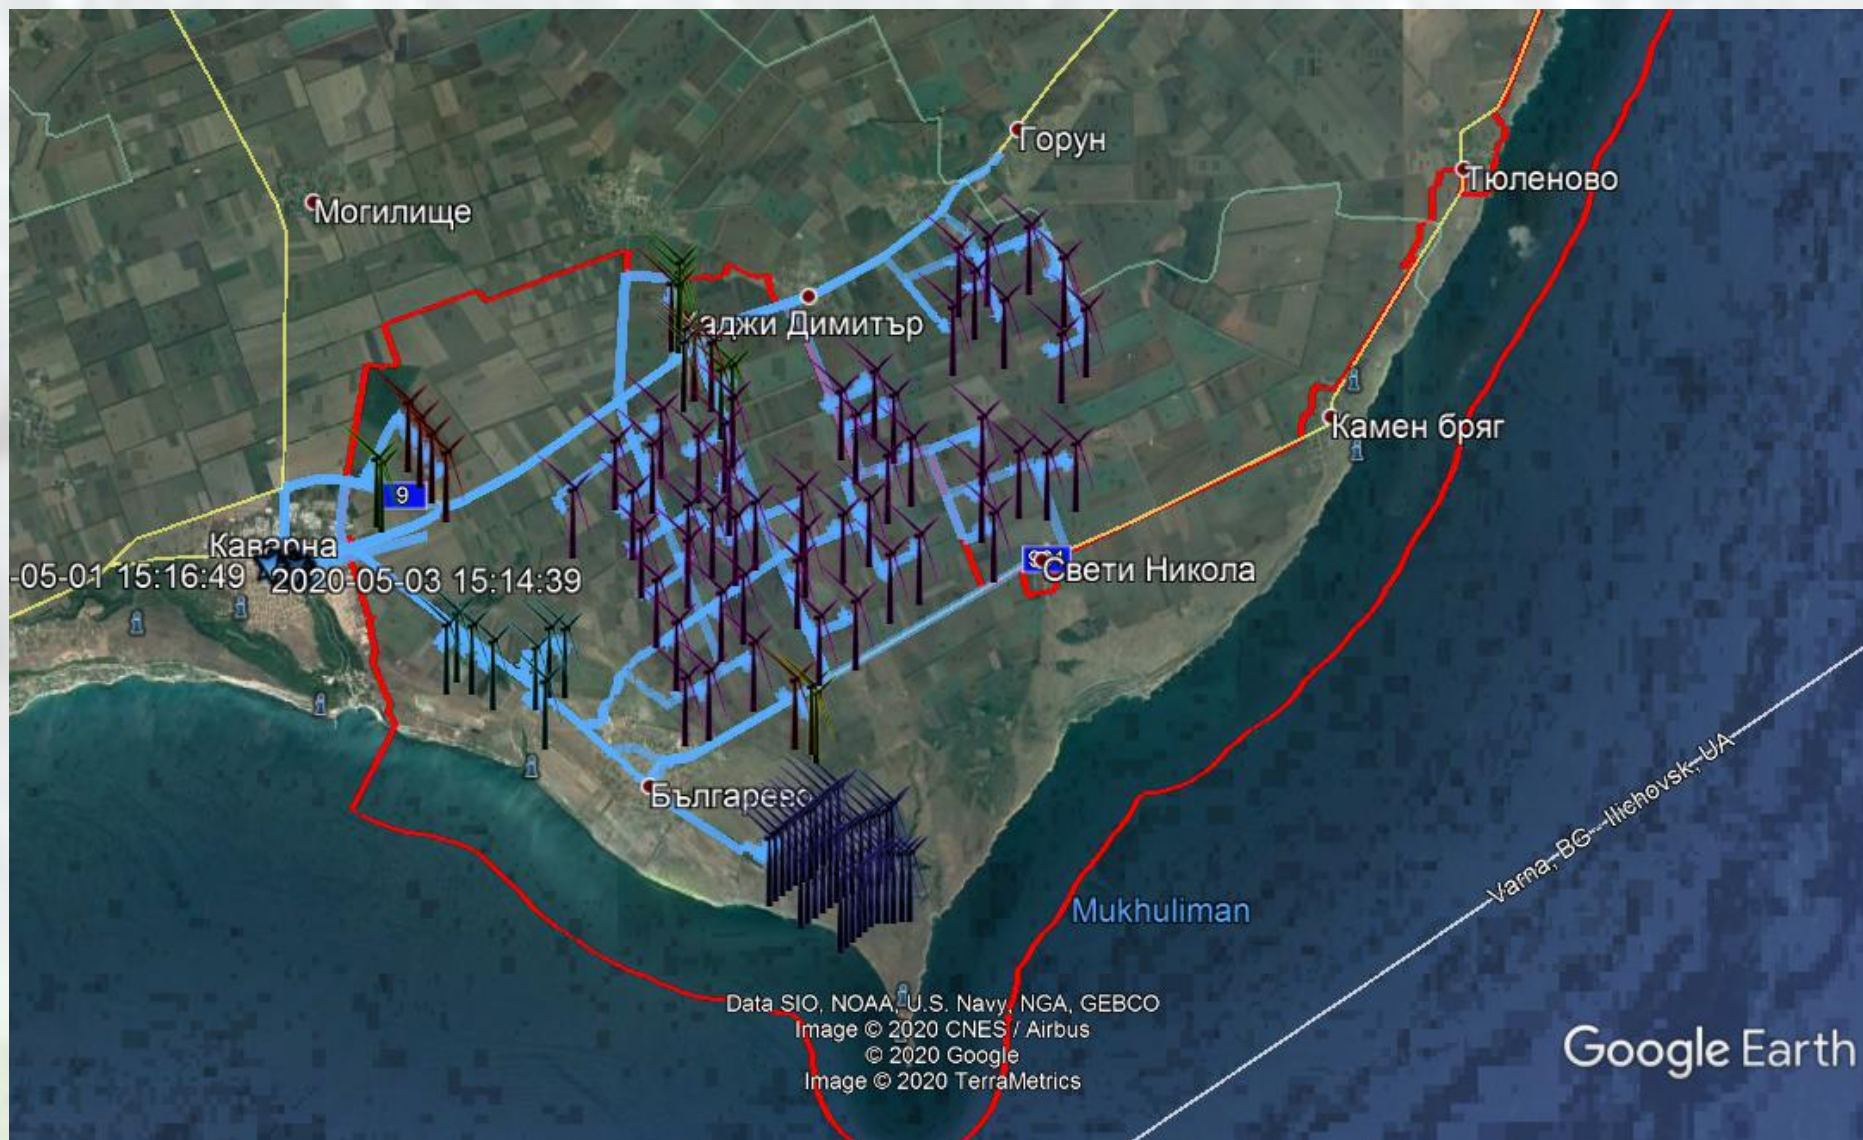 Горун
Тюленово
Могилище
Хаджи Димитър
Камен бряг
9
Каварна
Свети Никола
-05-01 15:16:49
2020-05-03 15:14:39
Varna, BG--Ilichovsk, UA
Българево
Mukhuliman
Data SIO, NOAA, U.S. Navy, NGA, GEBCO
Image © 2020 CNES / Airbus
© 2020 Google
Image © 2020 TerraMetrics
Google Earth